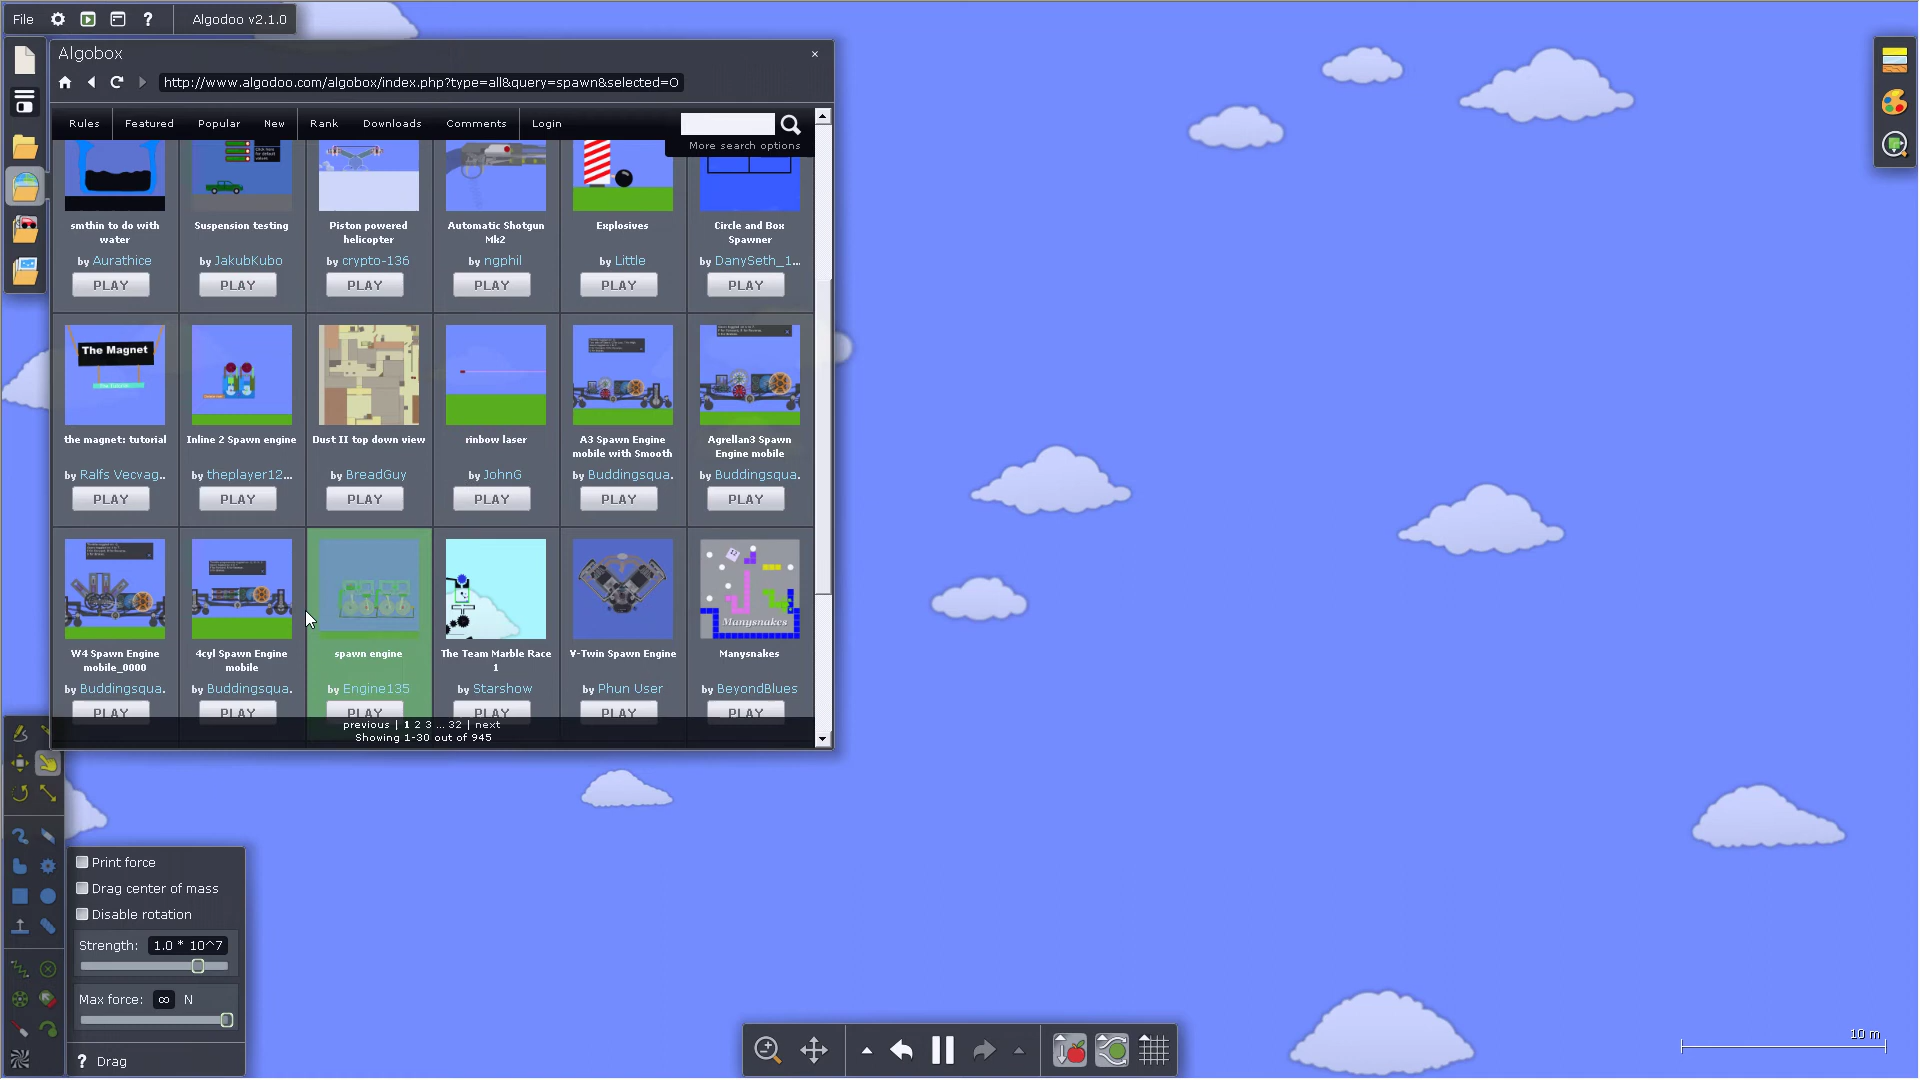 File
Algodoo v2.1.0
Algobox
http://www.algodoo.com/algobox/index.php?type=all&query=spawn&selected=O
Rules Featured Popular New Rank Downloads Comments Login
More search options
smthin to do with
water
by Aurathice
PLAY
Suspension testing
by JakubKubo
PLAY
Piston powered
helicopter
by crypto-136
PLAY
Automatic Shotgun
Mk2
by ngphil
PLAY
Explosives
by Little
PLAY
Circle and Box
Spawner
by DanySeth_1...
PLAY
The Magnet
the magnet: tutorial
by Ralfs Vecvag..
PLAY
Inline 2 Spawn engine
by theplayer12...
PLAY
Dust II top down view
by BreadGuy
PLAY
rinbow laser
by JohnG
PLAY
A3 Spawn Engine
mobile with Smooth
by Buddingsqua.
PLAY
Agrellan3 Spawn
Engine mobile
by Buddingsqua.
PLAY
W4 Spawn Engine
mobile_0000
by Buddingsqua.
PLAY
4cyl Spawn Engine
mobile
by Buddingsqua.
PLAY
spawn engine
by Engine135
PLAY
The Team Marble Race
1
by Starshow
PLAY
V-Twin Spawn Engine
by Phun User
PLAY
Manysnakes
Manysnakes
by BeyondBlues
PLAY
previous | 1 2 3 ... 32 | next
Showing 1-30 out of 945
Print force
Drag center of mass
Disable rotation
Strength: 1.0 * 10^7
Max force: ∞ N
? Drag
10 m